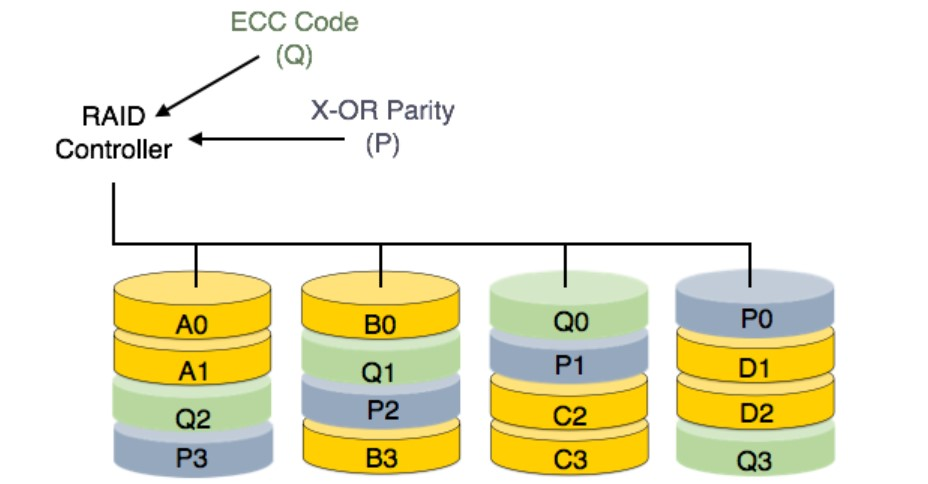 ECC Code
(Q)
RAID
Controller
X-OR Parity
(P)
A0
B0
Q0
P0
A1
Q1
P1
D1
Q2
P2
C2
D2
P3
B3
C3
Q3